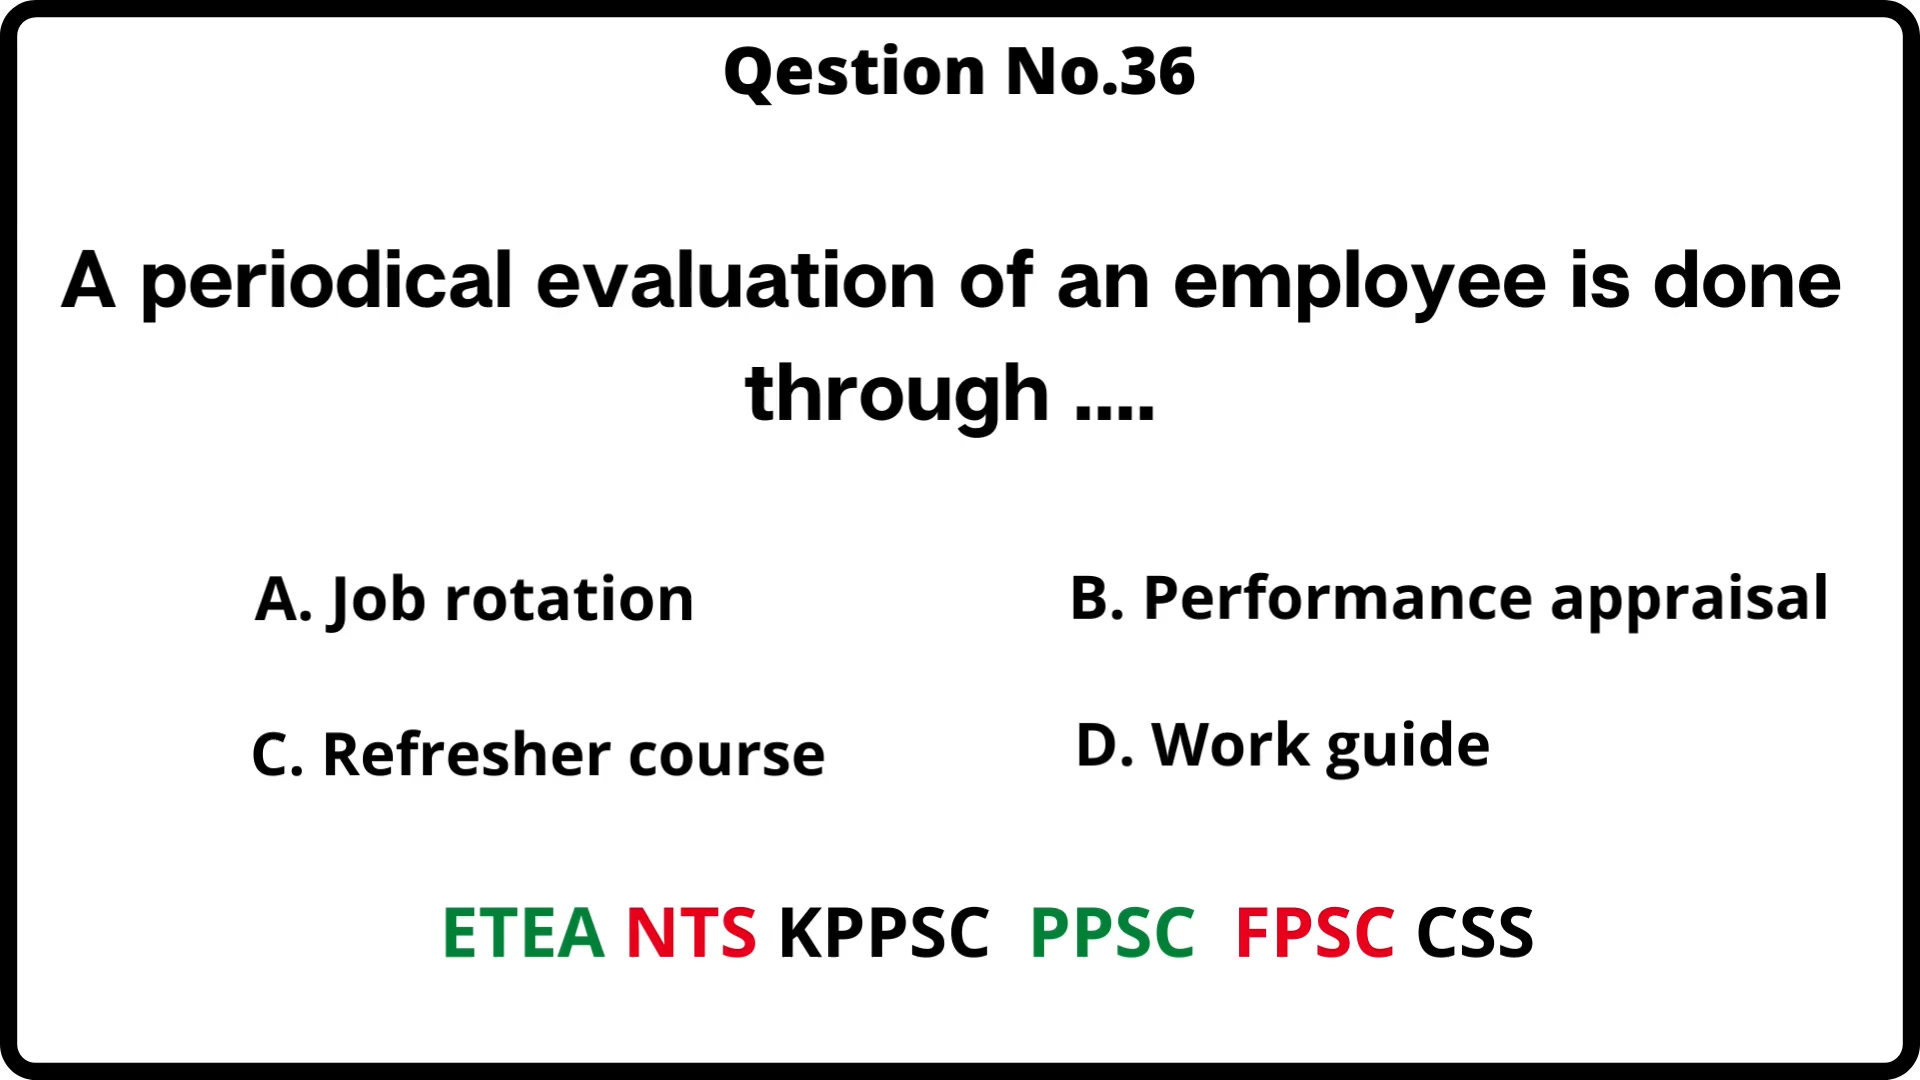 Qestion No.36
A periodical evaluation of an employee is done
through ....
A. Job rotation
B. Performance appraisal
C. Refresher course
D. Work guide
ETEA NTS KPPSC PPSC FPSC CSS